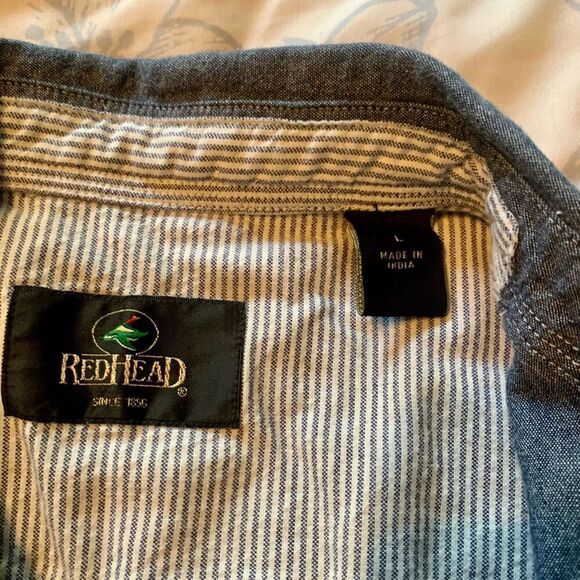 REDHEAD®
SINCE 1856
L
MADE IN
INDIA